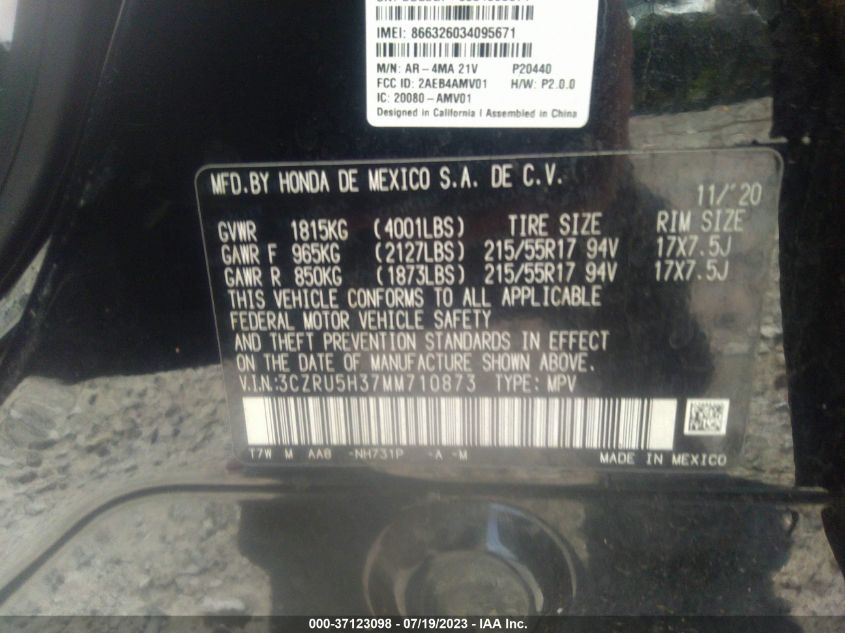 IMEI: 866326034095671
M/N: AR-4MA 21V P20440
FCC ID: 2AEB4AMV01 H/W: P2.0.0
IC: 20080-AMV01
Designed in California | Assembled in China
MFD.BY HONDA DE MEXICO S.A. DE C.V.
11/'20
GVWR 1815KG (4001LBS) TIRE SIZE RIM SIZE
GAWR F 965KG (2127LBS) 215/55R17 94V 17X7.5J
GAWR R 850KG (1873LBS) 215/55R17 94V 17X7.5J
THIS VEHICLE CONFORMS TO ALL APPLICABLE
FEDERAL MOTOR VEHICLE SAFETY
AND THEFT PREVENTION STANDARDS IN EFFECT
ON THE DATE OF MANUFACTURE SHOWN ABOVE.
V.I.N:3CZRU5H37MM710873 TYPE: MPV
T7W M AA8 -NH731P -A -M
MADE IN MEXICO
000-37123098 - 07/19/2023 - IAA Inc.